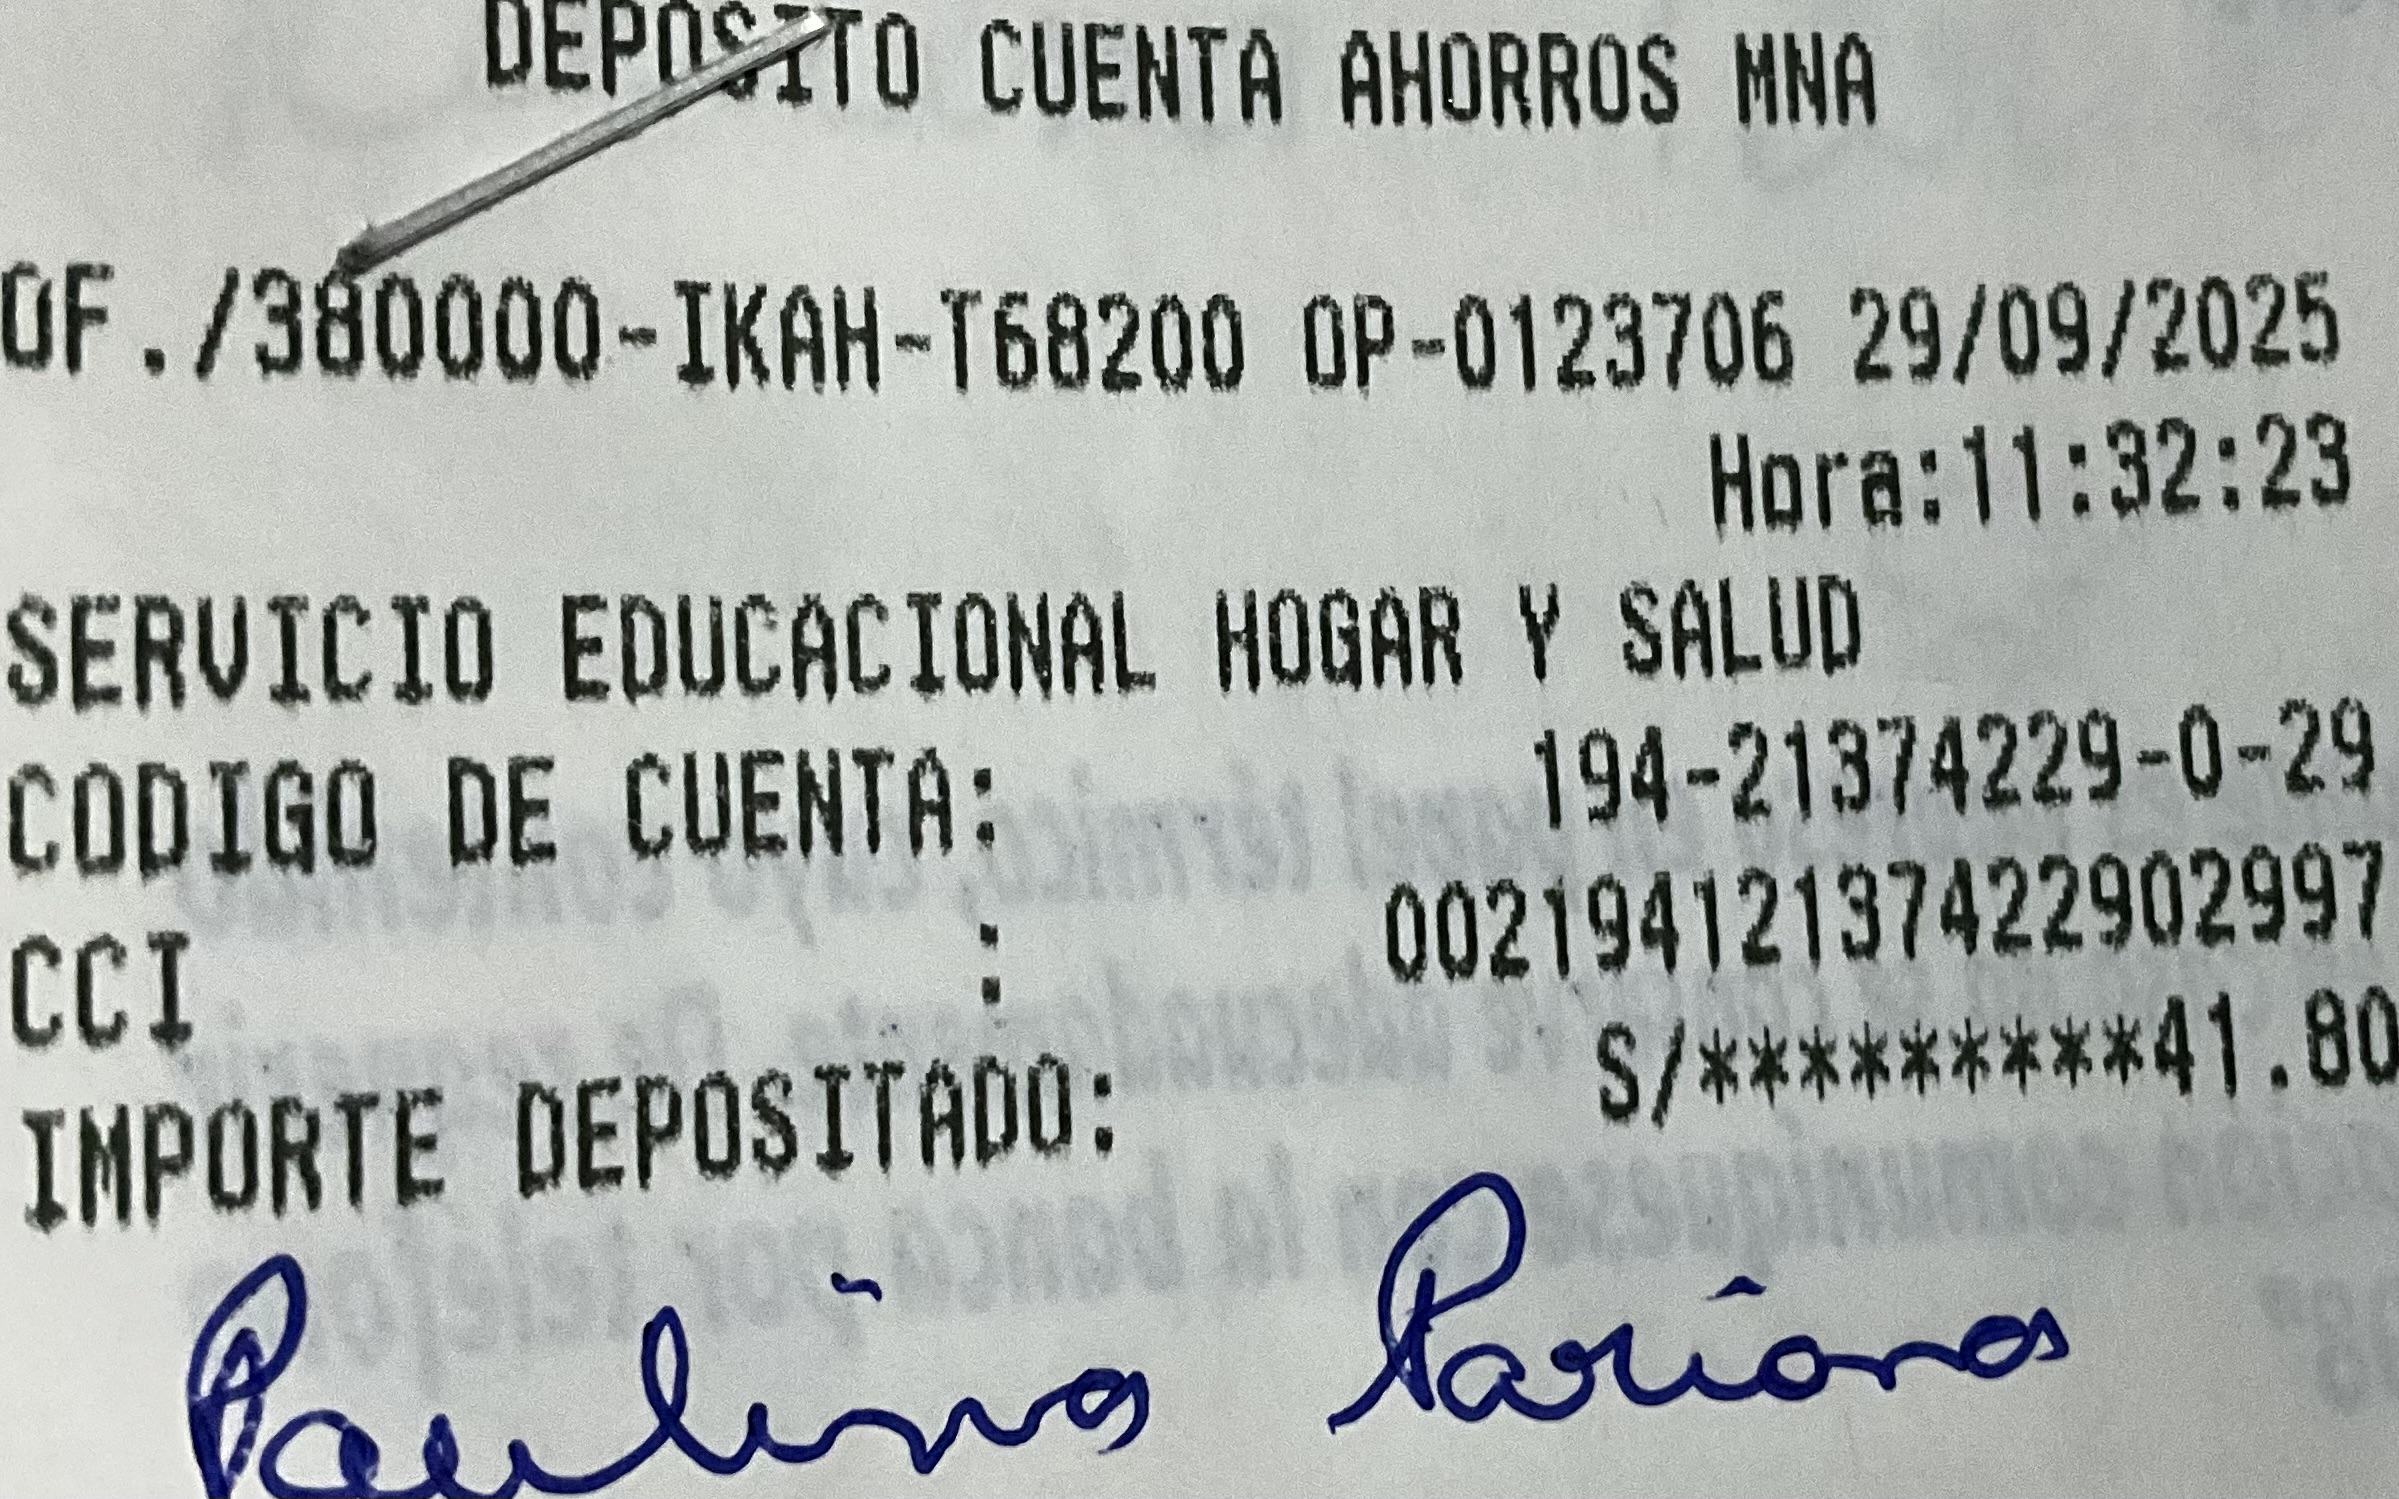 DEPOSITO CUENTA AHORROS MNA
OF./380000-IKAH-T68200 OP-0123706 29/09/2025
Hora:11:32:23
SERVICIO EDUCACIONAL HOGAR Y SALUD
CODIGO DE CUENTA: 194-21374229-0-29
CCI : 00219412137422902997
IMPORTE DEPOSITADO: S/*********41.80
Paulina Pariona